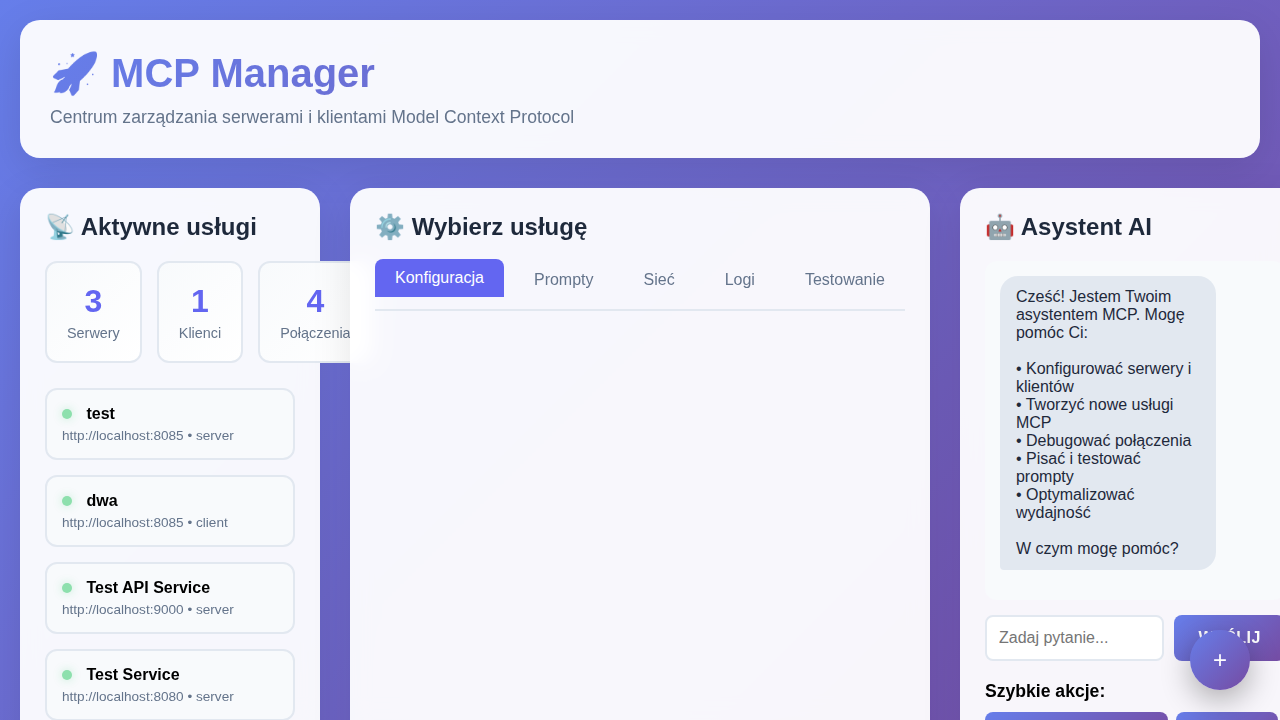 🚀 MCP Manager
Centrum zarządzania serwerami i klientami Model Context Protocol
📡 Aktywne usługi
3
Serwery
1
Klienci
4
Połączenia
test
http://localhost:8085 • server
dwa
http://localhost:8085 • client
Test API Service
http://localhost:9000 • server
Test Service
http://localhost:8080 • server
⚙️ Wybierz usługę
Konfiguracja Prompty Sieć Logi Testowanie
🤖 Asystent AI
Cześć! Jestem Twoim
asystentem MCP. Mogę
pomóc Ci:
• Konfigurować serwery i
klientów
• Tworzyć nowe usługi
MCP
• Debugować połączenia
• Pisać i testować
prompty
• Optymalizować
wydajność
W czym mogę pomóc?
Zadaj pytanie...
+
Szybkie akcje: